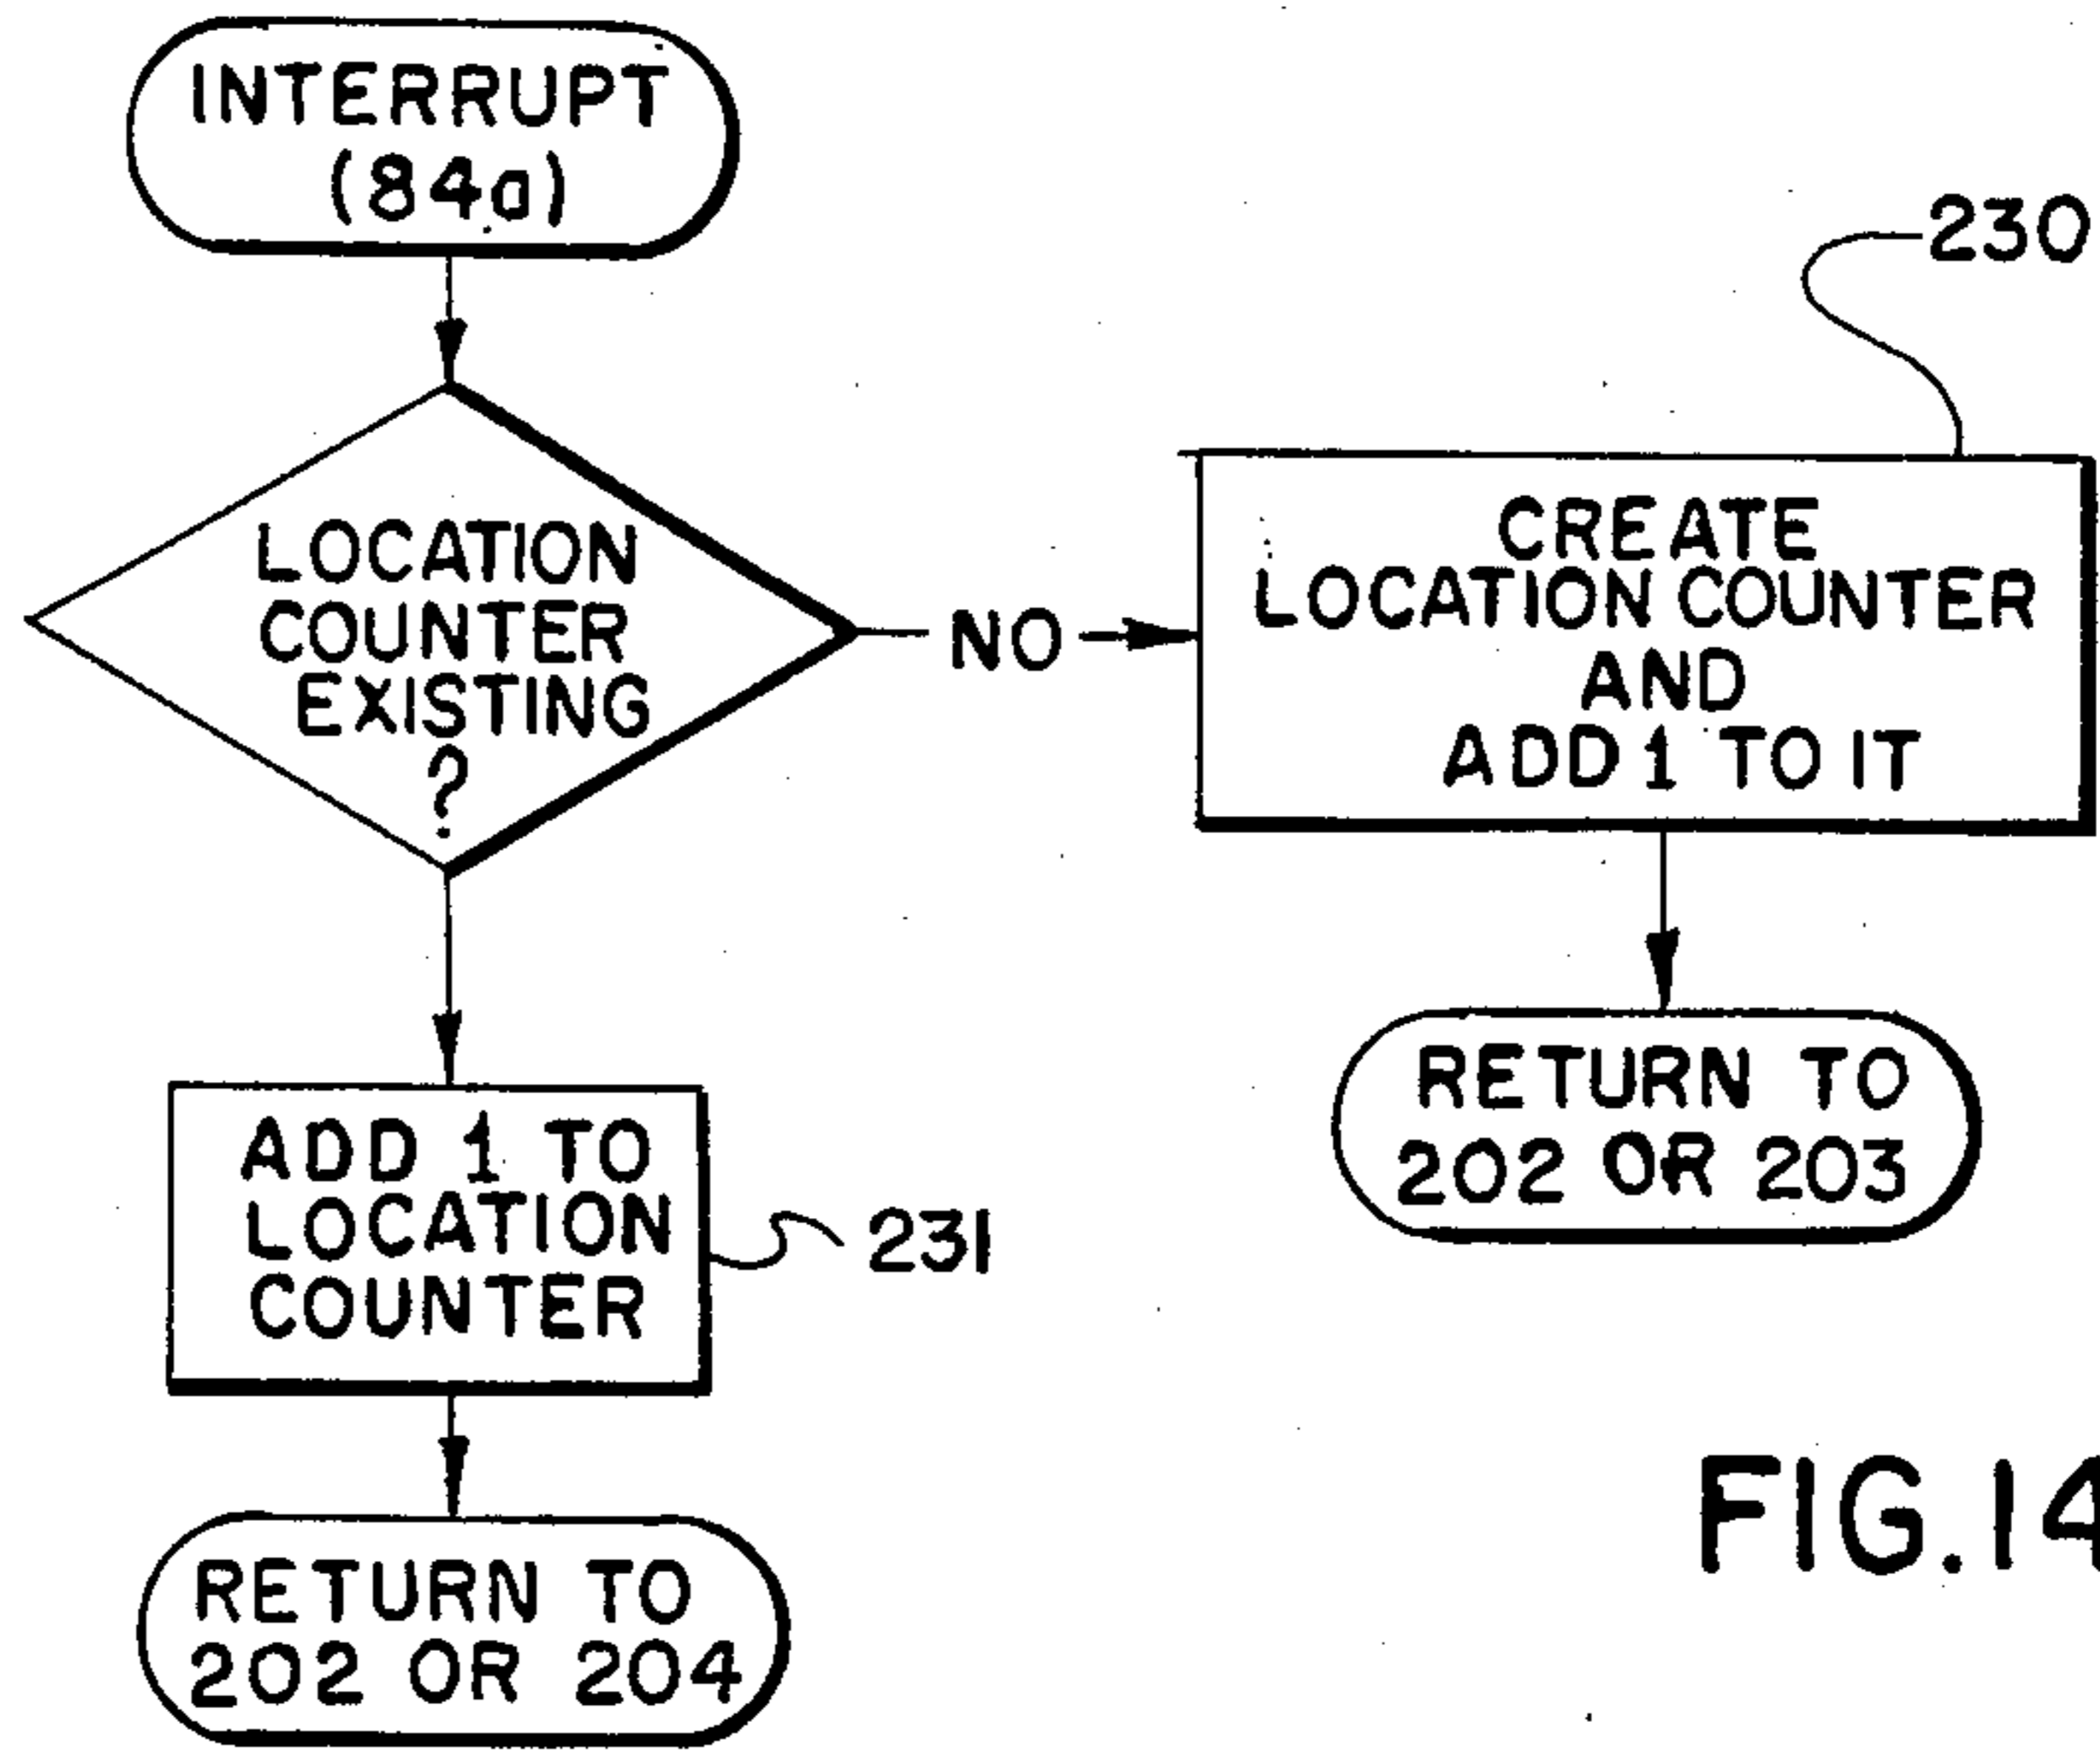 INTERRUPT
(84a)
LOCATION
COUNTER
EXISTING
?
NO
230
CREATE
LOCATION COUNTER
AND
ADD 1 TO IT
RETURN TO
202 OR 203
ADD 1 TO
LOCATION
COUNTER
231
RETURN TO
202 OR 204
FIG.14